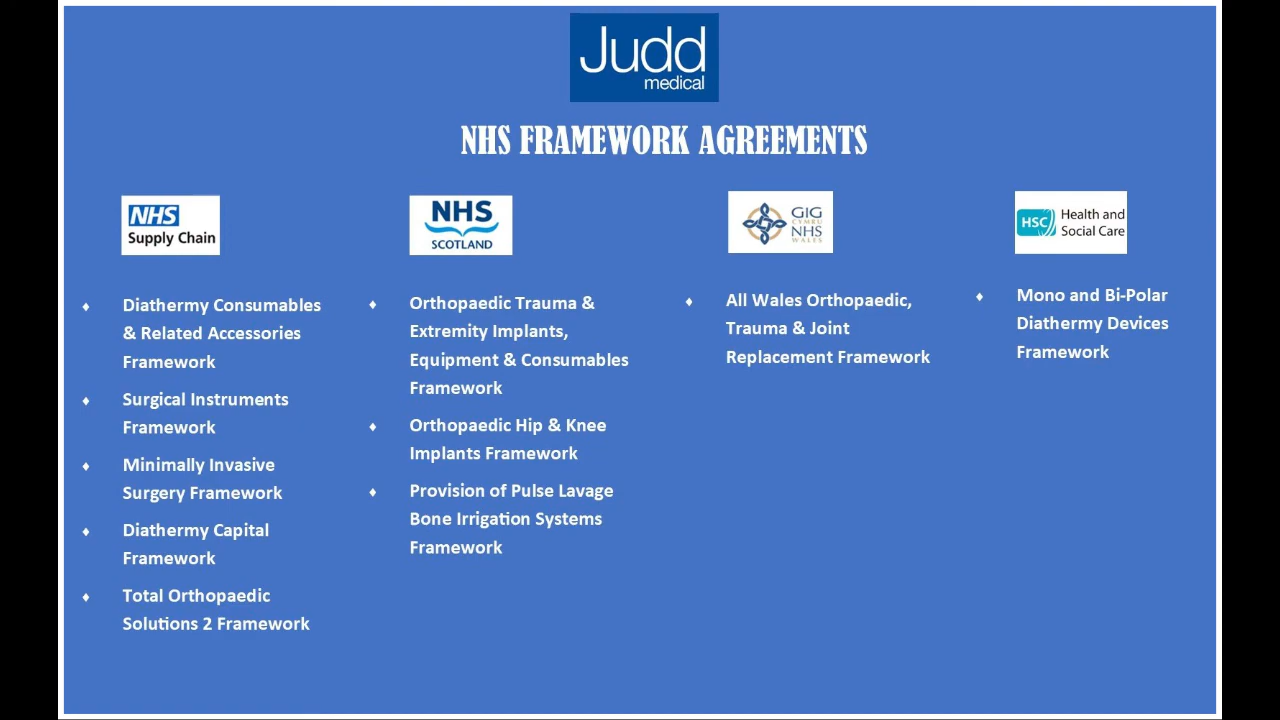 Judd
medical
NHS FRAMEWORK AGREEMENTS
NHS
Supply Chain
Diathermy Consumables
& Related Accessories
Framework
Surgical Instruments
Framework
Minimally Invasive
Surgery Framework
Diathermy Capital
Framework
Total Orthopaedic
Solutions 2 Framework
NHS
SCOTLAND
Orthopaedic Trauma &
Extremity Implants,
Equipment & Consumables
Framework
Orthopaedic Hip & Knee
Implants Framework
Provision of Pulse Lavage
Bone Irrigation Systems
Framework
GIG
CYMRU
NHS
WALES
All Wales Orthopaedic,
Trauma & Joint
Replacement Framework
HSC Health and
Social Care
Mono and Bi-Polar
Diathermy Devices
Framework